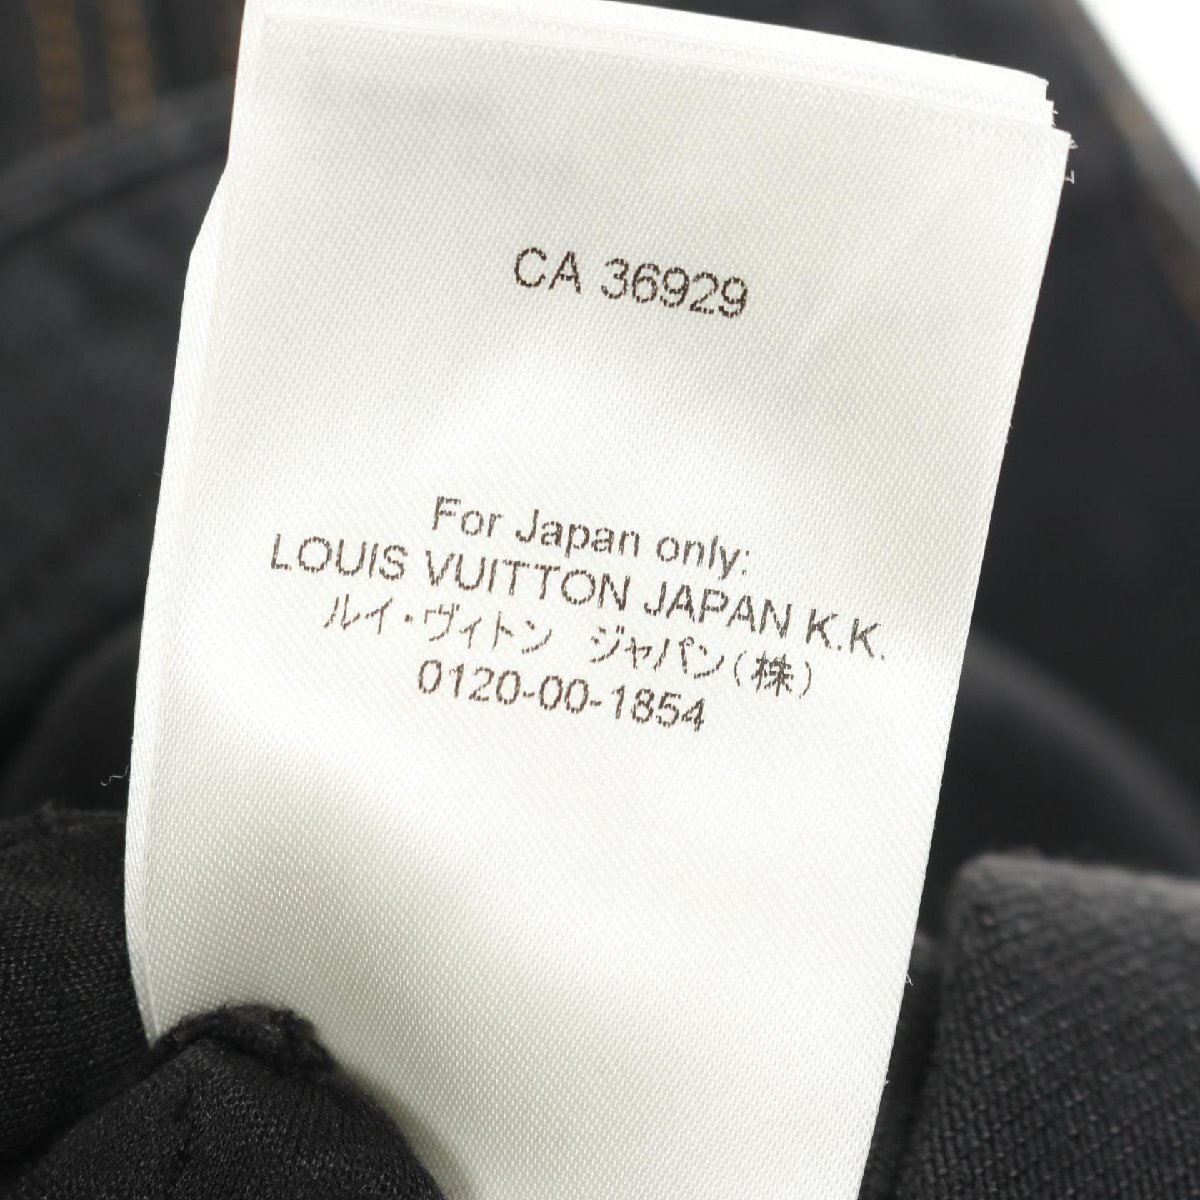 CA 36929
For Japan only:
LOUIS VUITTON JAPAN K.K.
ルイ・ヴィトン ジャパン(株)
0120-00-1854